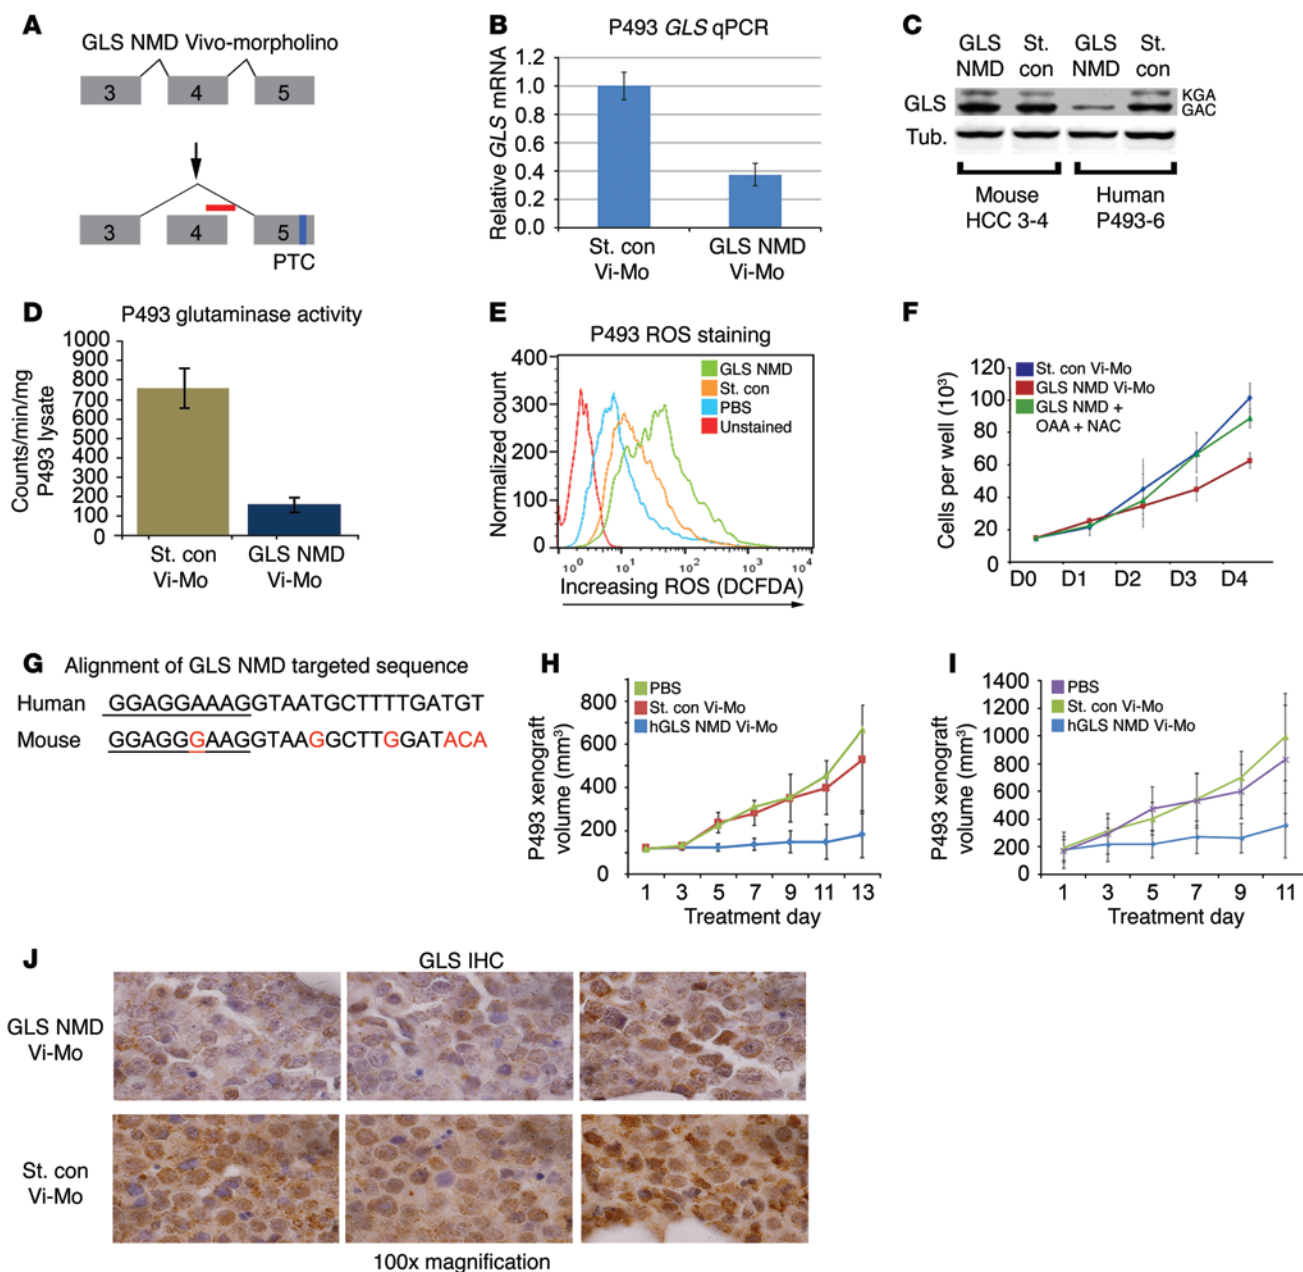 A
GLS NMD Vivo-morpholino
3 4 5
3 4 5
PTC
B
P493 GLS qPCR
Relative GLS mRNA
1.2
1.0
0.8
0.6
0.4
0.2
0.0
St. con Vi-Mo
GLS NMD Vi-Mo
C
GLS NMD
St. con
GLS NMD
St. con
GLS
KGA
GAC
Tub.
Mouse HCC 3-4
Human P493-6
D
P493 glutaminase activity
Counts/min/mg P493 lysate
1000
900
800
700
600
500
400
300
200
100
0
St. con Vi-Mo
GLS NMD Vi-Mo
E
P493 ROS staining
Normalized count
400
300
200
100
0
GLS NMD
St. con
PBS
Unstained
10⁰ 10¹ 10² 10³ 10⁴
Increasing ROS (DCFDA)
F
Cells per well (10³)
120
100
80
60
40
20
0
St. con Vi-Mo
GLS NMD Vi-Mo
GLS NMD +
OAA + NAC
D0 D1 D2 D3 D4
G
Alignment of GLS NMD targeted sequence
Human GGAGGAAAGGTAATGCTTTTGATGT
Mouse GGAGGGAAGGTAAGGCTTGGATACA
H
P493 xenograft volume (mm³)
800
600
400
200
0
PBS
St. con Vi-Mo
hGLS NMD Vi-Mo
1 3 5 7 9 11 13
Treatment day
I
P493 xenograft volume (mm³)
1400
1200
1000
800
600
400
200
0
PBS
St. con Vi-Mo
hGLS NMD Vi-Mo
1 3 5 7 9 11
Treatment day
J
GLS IHC
GLS NMD Vi-Mo
St. con Vi-Mo
100x magnification